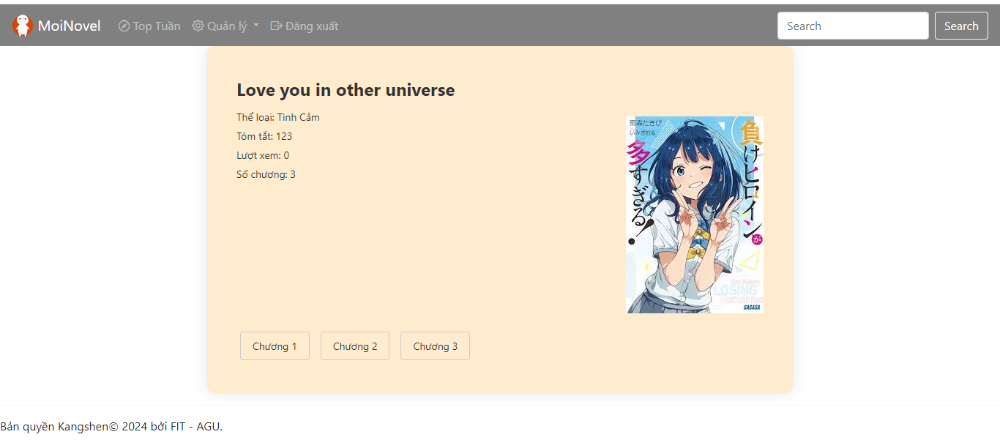 MoiNovel Top Tuần Quản lý Đăng xuất Search Search
Love you in other universe
Thể loại: Tình Cảm
Tóm tắt: 123
Lượt xem: 0
Số chương: 3
雨森たきび
いみぎむる
負けヒロインが
多すぎる!
Too Many
LOSING
Heroines
GAGAGA
Chương 1 Chương 2 Chương 3
Bản quyền Kangshen© 2024 bởi FIT - AGU.